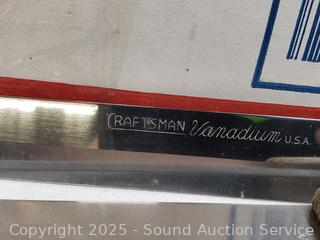 CRAFTSMAN Vanadium U.S.A.
Copyright © 2025 - Sound Auction Service